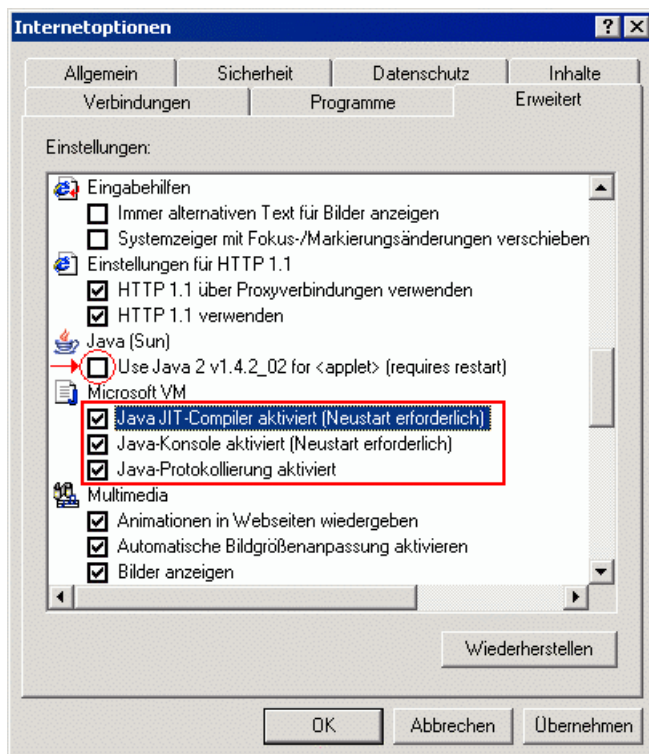 Internetoptionen
Allgemein
Sicherheit
Datenschutz
Inhalte
Verbindungen
Programme
Erweitert
Einstellungen:
Eingabehilfen
Immer alternativen Text für Bilder anzeigen
Systemzeiger mit Fokus-/Markierungsänderungen verschieben
Einstellungen für HTTP 1.1
HTTP 1.1 über Proxyverbindungen verwenden
HTTP 1.1 verwenden
Java (Sun)
Use Java 2 v1.4.2_02 for <applet> (requires restart)
Microsoft VM
Java JIT-Compiler aktiviert (Neustart erforderlich)
Java-Konsole aktiviert (Neustart erforderlich)
Java-Protokollierung aktiviert
Multimedia
Animationen in Webseiten wiedergeben
Automatische Bildgrößenanpassung aktivieren
Bilder anzeigen
Wiederherstellen
OK
Abbrechen
Übernehmen